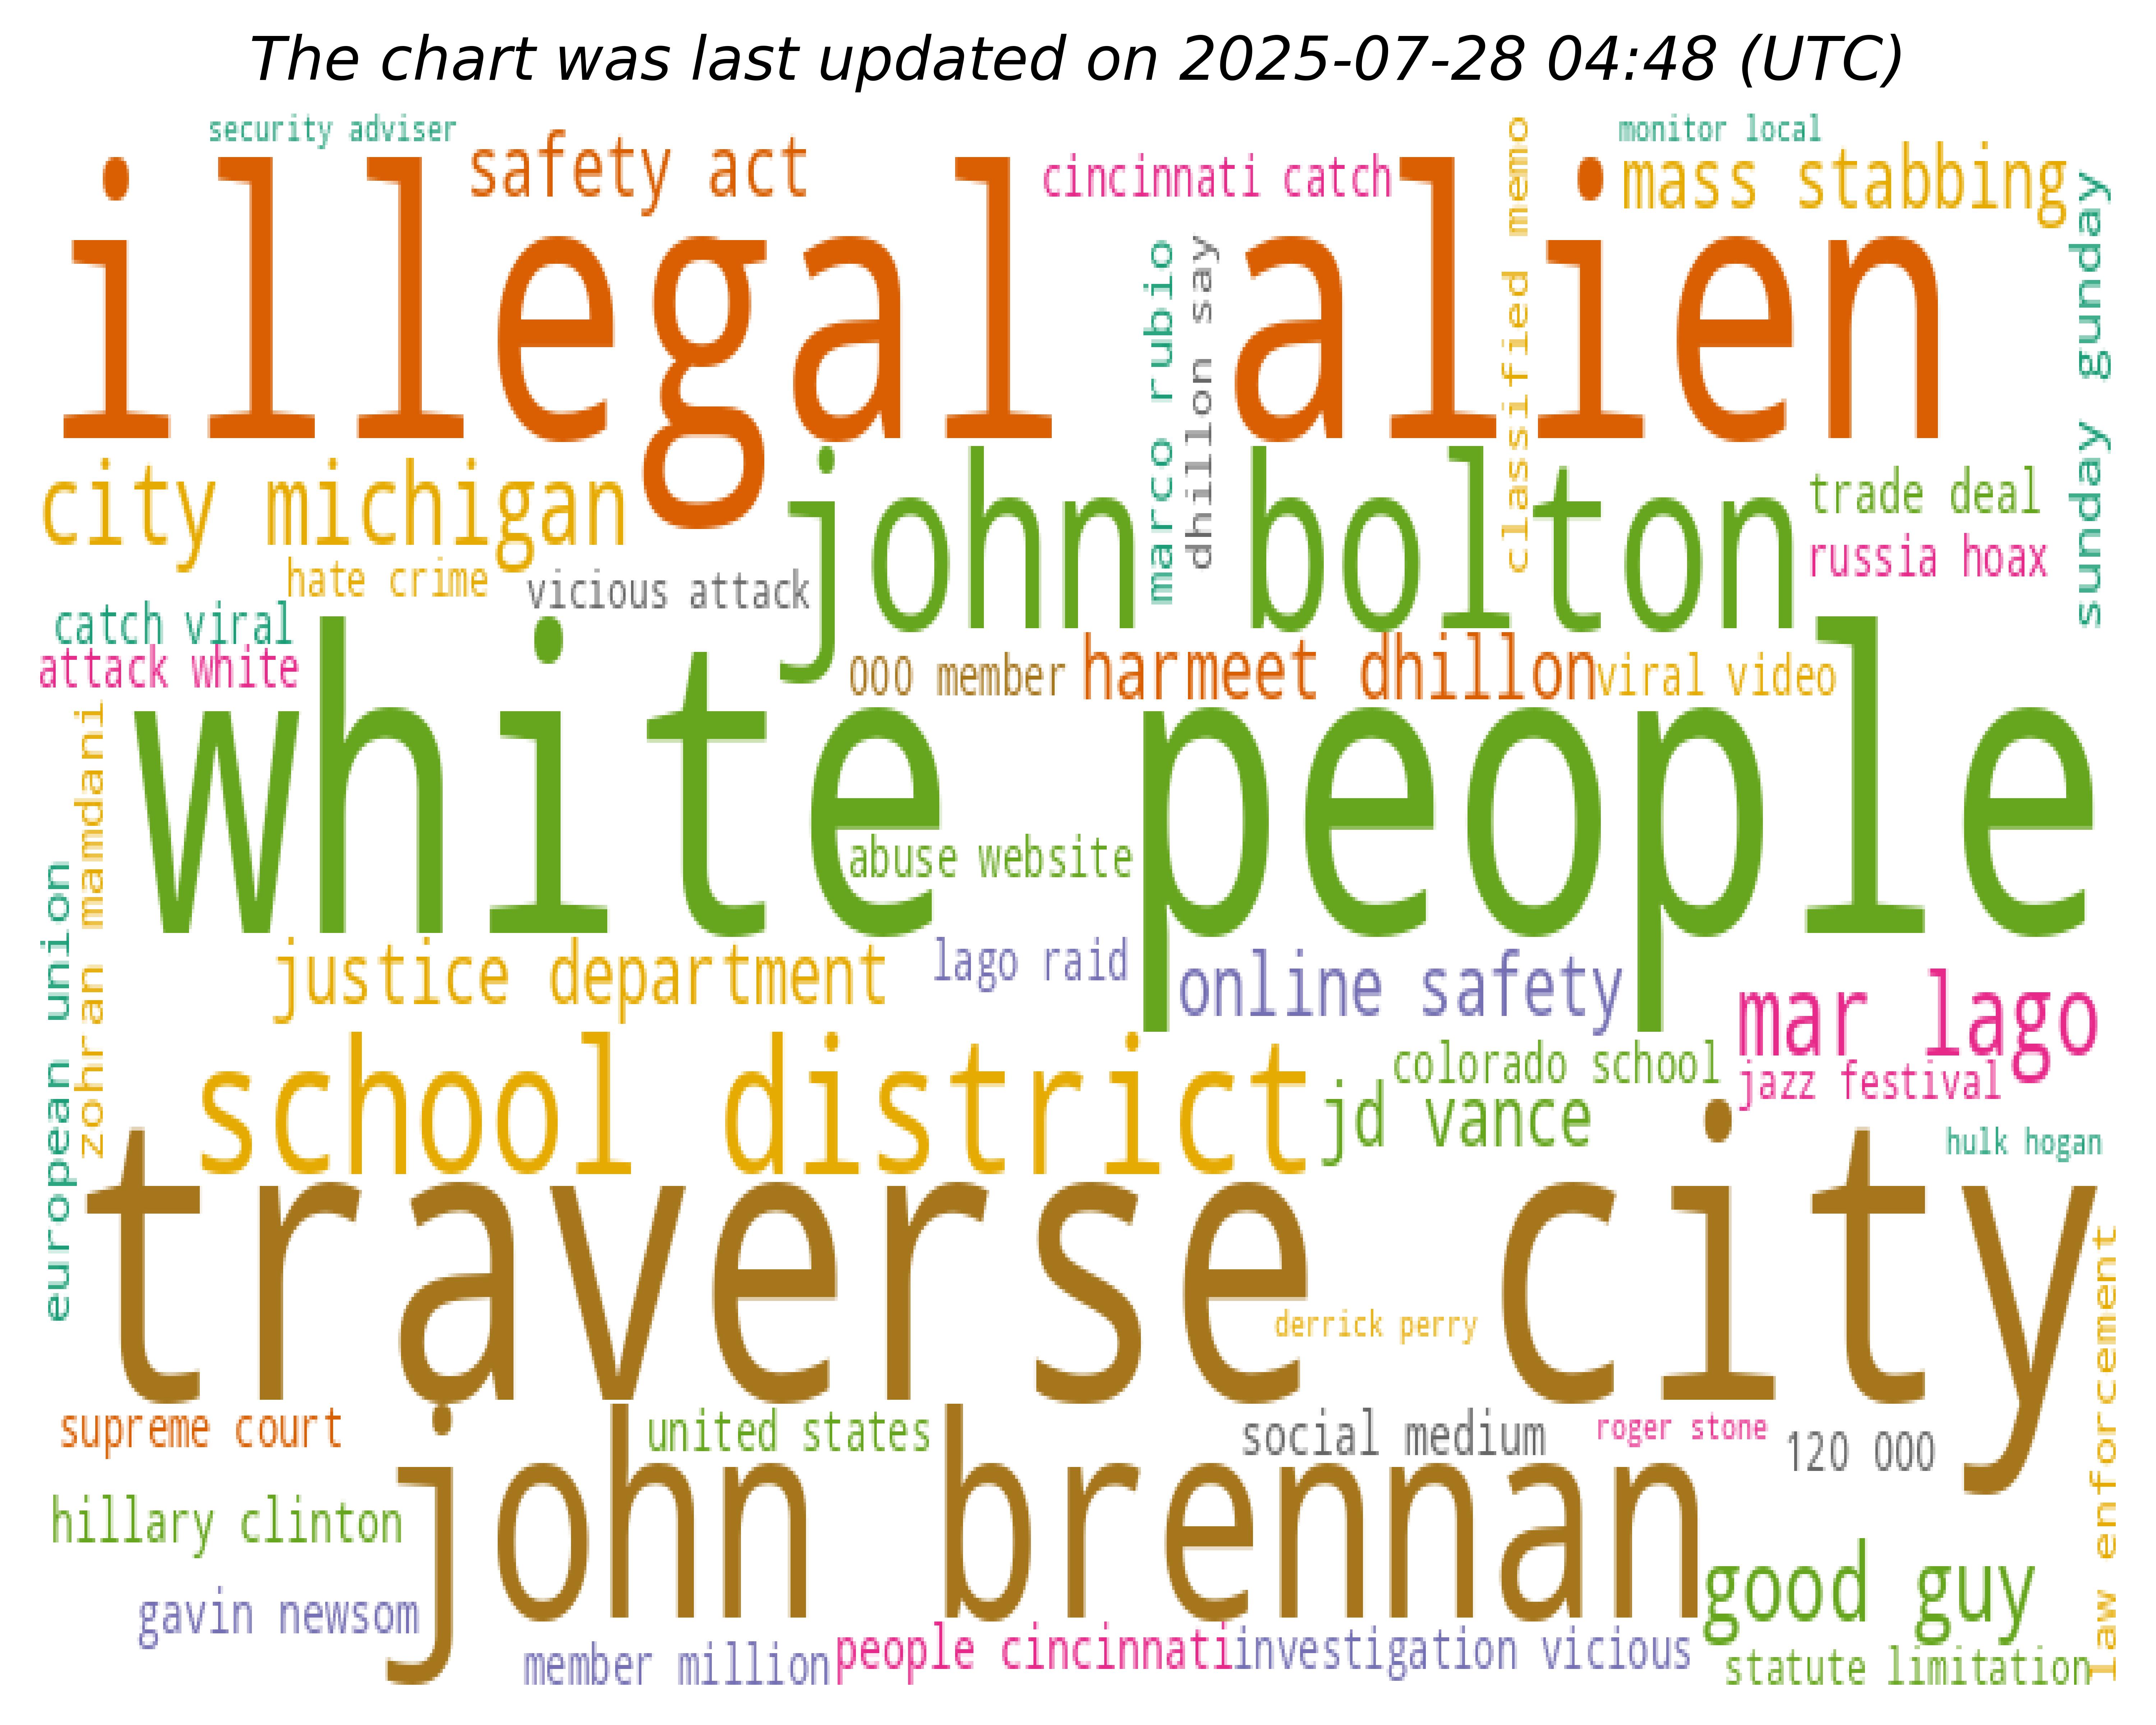 The chart was last updated on 2025-07-28 04:48 (UTC)
security adviser
monitor local
safety act
cincinnati catch
mass stabbing
illegal alien
classified memo
sunday gunday
marco rubio
dhillon say
city michigan
john bolton
trade deal
russia hoax
hate crime
vicious attack
catch viral
attack white
000 member
harmeet dhillon
viral video
white people
zohran mamdani
abuse website
european union
justice department
lago raid
online safety
mar lago
school district
colorado school
jd vance
jazz festival
hulk hogan
traverse city
derrick perry
law enforcement
supreme court
united states
social medium
roger stone
120 000
john brennan
hillary clinton
good guy
gavin newsom
member million
people cincinnati
investigation vicious
statute limitation